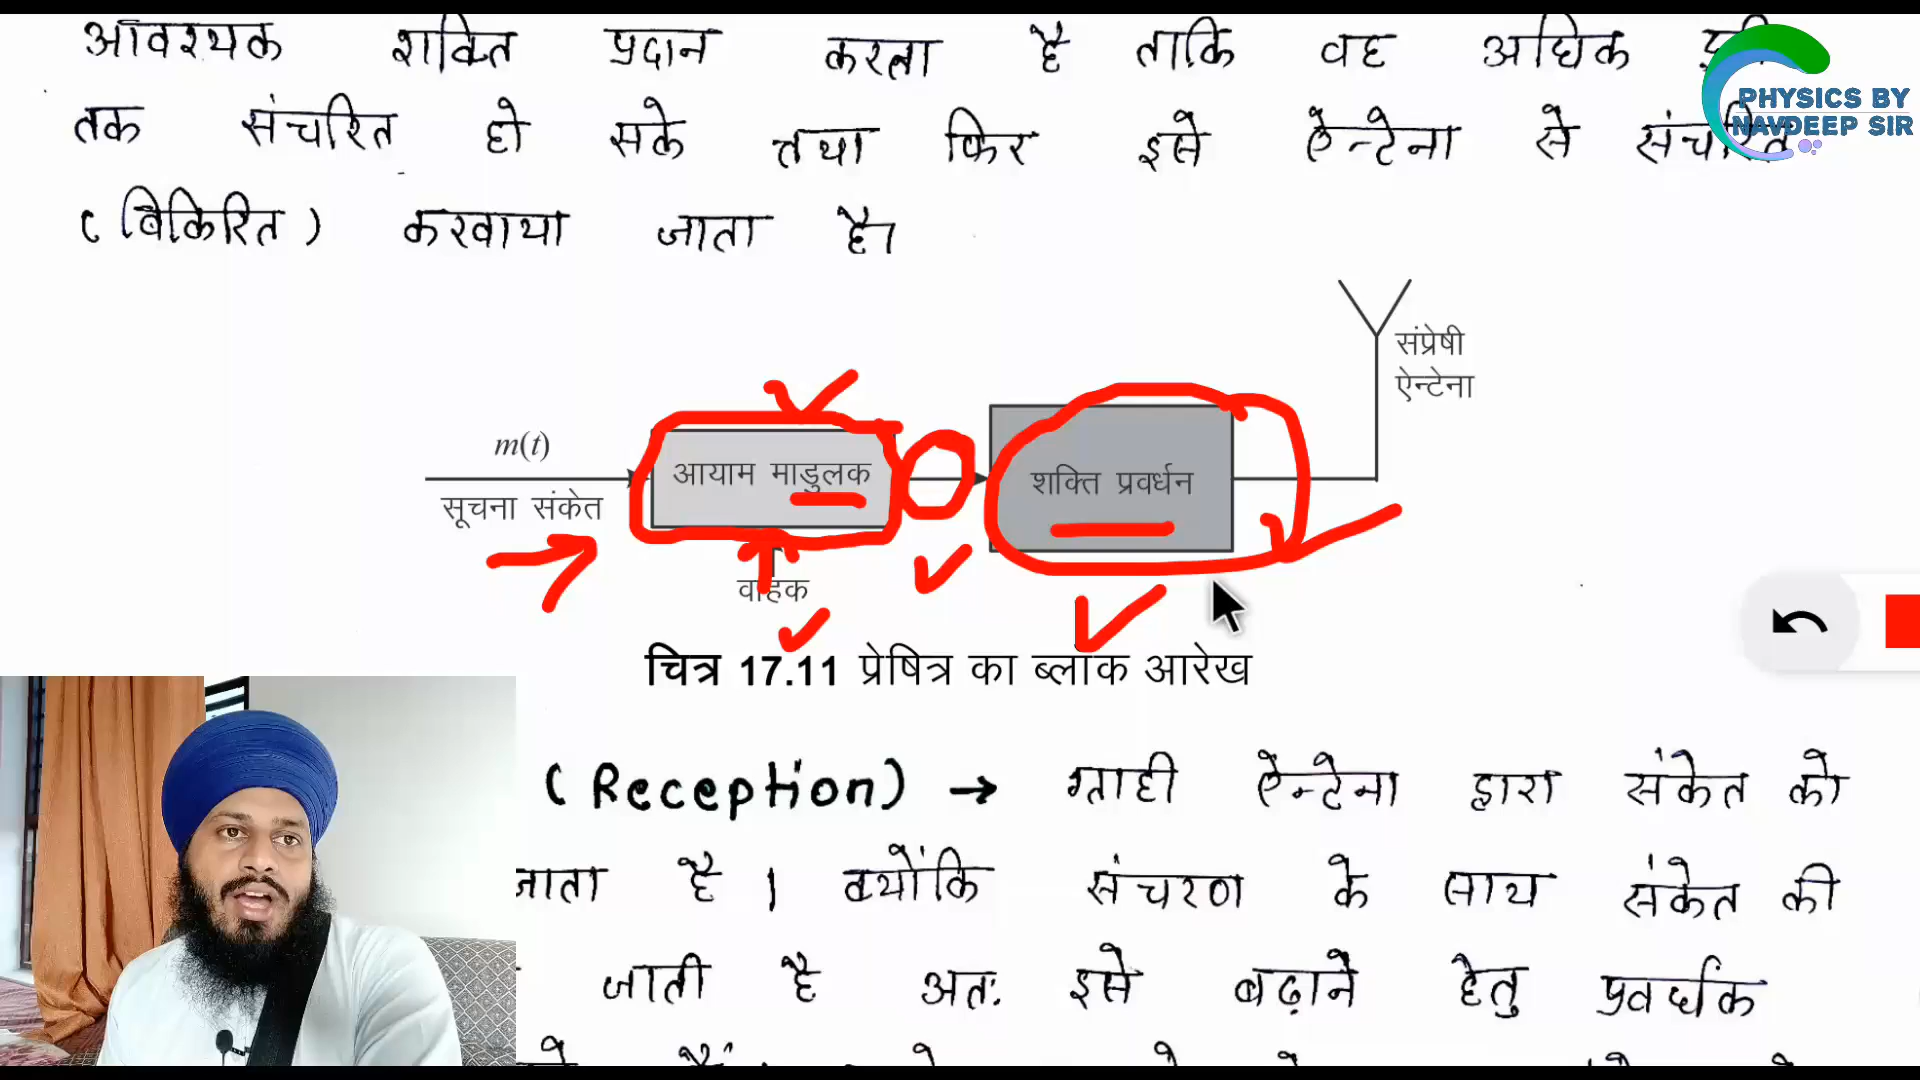 आवश्यक शक्ति प्रदान करता है ताकि वह अधिक
तक संचरित हो सके तथा फिर इसे ऐन्टेना से संचरित
(विकिरित) करवाया जाता है।
PHYSICS BY
NAVDEEP SIR
संप्रेषी
ऐन्टेना
m(t)
सूचना संकेत
आयाम माडुलक
शक्ति प्रवर्धन
वाहक
चित्र 17.11 प्रेषित्र का ब्लाक आरेख
(Reception) → ग्राही ऐन्टेना द्वारा संकेत को
जाता है । क्योंकि संचरण के साथ संकेत की
जाती है अतः इसे बढ़ाने हेतु प्रवर्धक